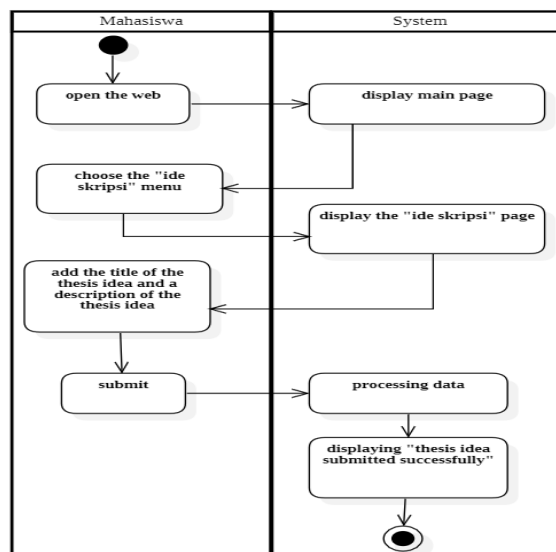 Mahasiswa
System
open the web
display main page
choose the "ide
skripsi" menu
display the "ide skripsi" page
add the title of the
thesis idea and a
description of the
thesis idea
submit
processing data
displaying "thesis idea
submitted successfully"